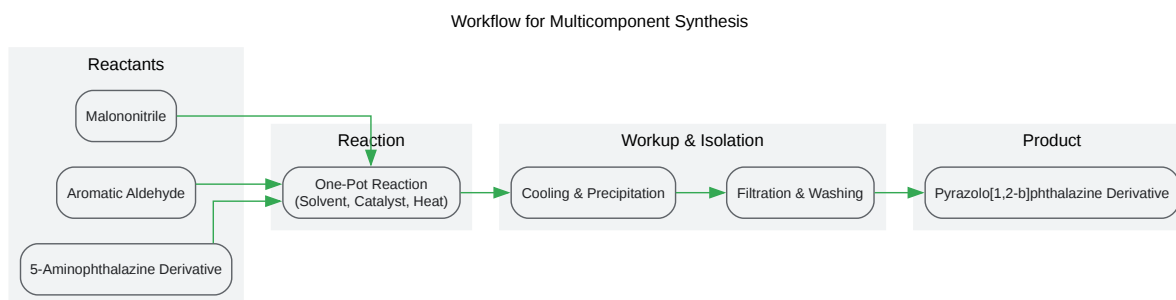 Workflow for Multicomponent Synthesis
Reactants
Malononitrile
Aromatic Aldehyde
5-Aminophthalazine Derivative
Reaction
One-Pot Reaction
(Solvent, Catalyst, Heat)
Workup & Isolation
Cooling & Precipitation
Filtration & Washing
Product
Pyrazolo[1,2-b]phthalazine Derivative